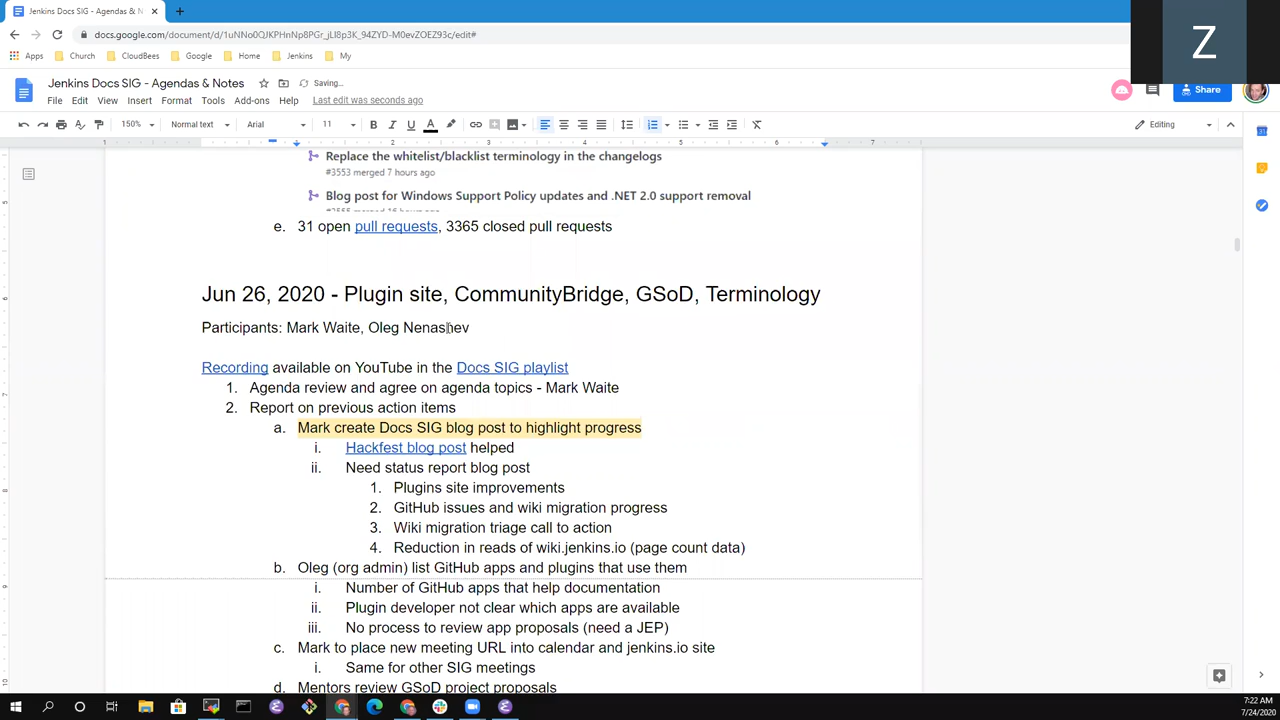 Jenkins Docs SIG - Agendas & N
docs.google.com/document/d/1uNNo0QJKPHnNp8PGr_jLI8p3K_94ZYD-M0evZOEZ93c/edit#
Apps Church CloudBees Google Home Jenkins My
Z
Jenkins Docs SIG - Agendas & Notes Saving...
File Edit View Insert Format Tools Add-ons Help Last edit was seconds ago
Share
150% Normal text Arial 11 Editing
1 1 2 3 4 5 6 7
Replace the whitelist/blacklist terminology in the changelogs
#3553 merged 7 hours ago
Blog post for Windows Support Policy updates and .NET 2.0 support removal
e. 31 open pull requests, 3365 closed pull requests
Jun 26, 2020 - Plugin site, CommunityBridge, GSoD, Terminology
Participants: Mark Waite, Oleg Nenashev
Recording available on YouTube in the Docs SIG playlist
1. Agenda review and agree on agenda topics - Mark Waite
2. Report on previous action items
a. Mark create Docs SIG blog post to highlight progress
i. Hackfest blog post helped
ii. Need status report blog post
1. Plugins site improvements
2. GitHub issues and wiki migration progress
3. Wiki migration triage call to action
4. Reduction in reads of wiki.jenkins.io (page count data)
b. Oleg (org admin) list GitHub apps and plugins that use them
i. Number of GitHub apps that help documentation
ii. Plugin developer not clear which apps are available
iii. No process to review app proposals (need a JEP)
c. Mark to place new meeting URL into calendar and jenkins.io site
i. Same for other SIG meetings
d. Mentors review GSoD project proposals
7:22 AM
7/24/2020